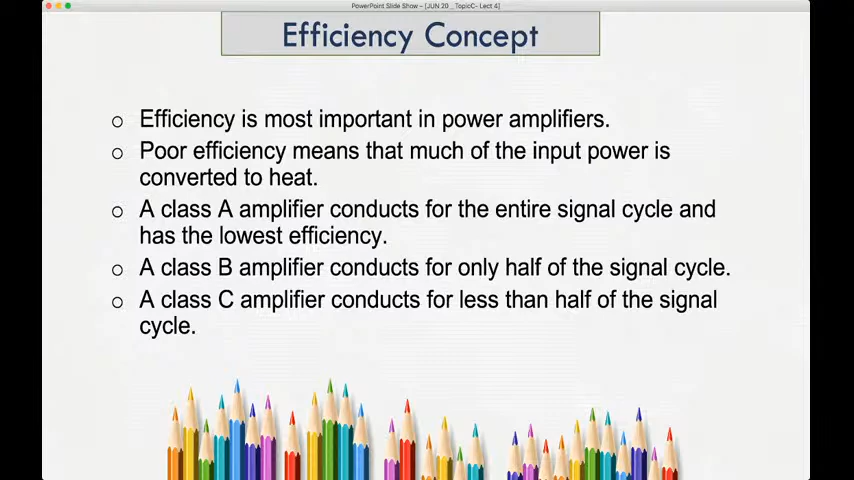 PowerPoint Slide Show – [JUN 20 _ TopicC- Lect 4]
Efficiency Concept
o Efficiency is most important in power amplifiers.
o Poor efficiency means that much of the input power is
converted to heat.
o A class A amplifier conducts for the entire signal cycle and
has the lowest efficiency.
o A class B amplifier conducts for only half of the signal cycle.
o A class C amplifier conducts for less than half of the signal
cycle.